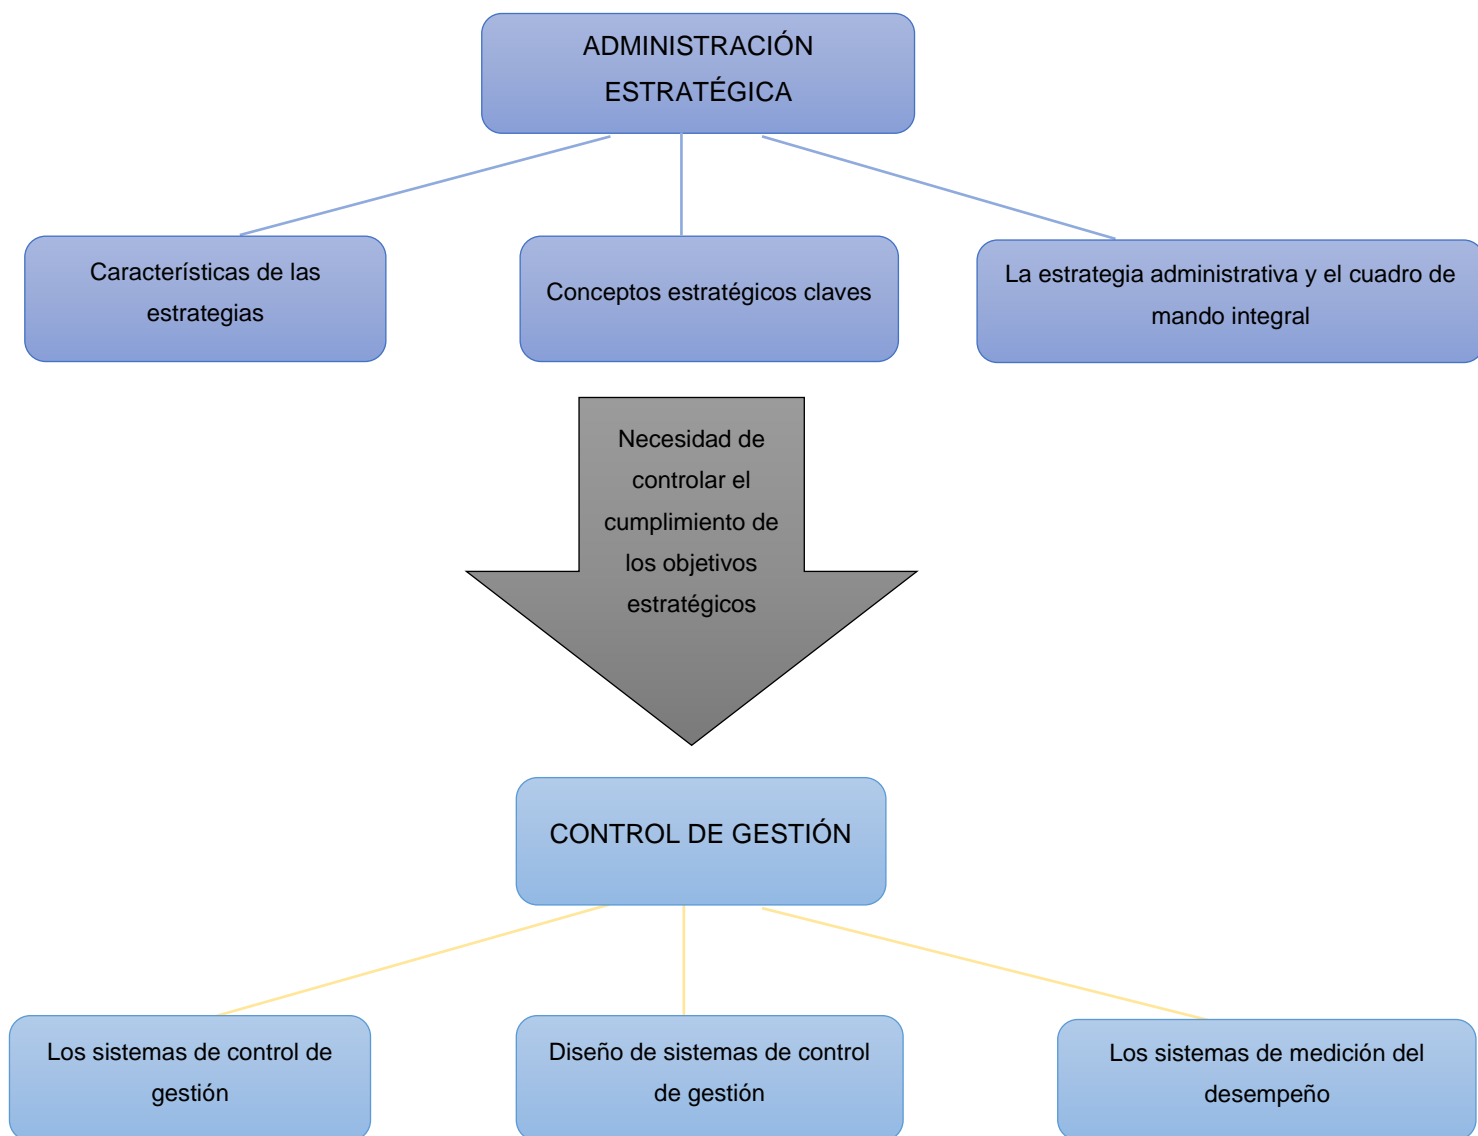 ADMINISTRACIÓN
ESTRATÉGICA
Características de las
estrategias
Conceptos estratégicos claves
La estrategia administrativa y el cuadro de
mando integral
Necesidad de
controlar el
cumplimiento de
los objetivos
estratégicos
CONTROL DE GESTIÓN
Los sistemas de control de
gestión
Diseño de sistemas de control
de gestión
Los sistemas de medición del
desempeño